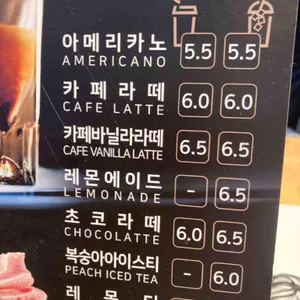 아메리카노 5.5 5.5
AMERICANO
카페라떼 6.0 6.0
CAFE LATTE
카페바닐라라떼 6.5 6.5
CAFE VANILLA LATTE
레몬에이드 - 6.5
LEMONADE
초코라떼 6.0 6.5
CHOCOLATTE
복숭아아이스티 - 6.0
PEACH ICED TEA
레몬티